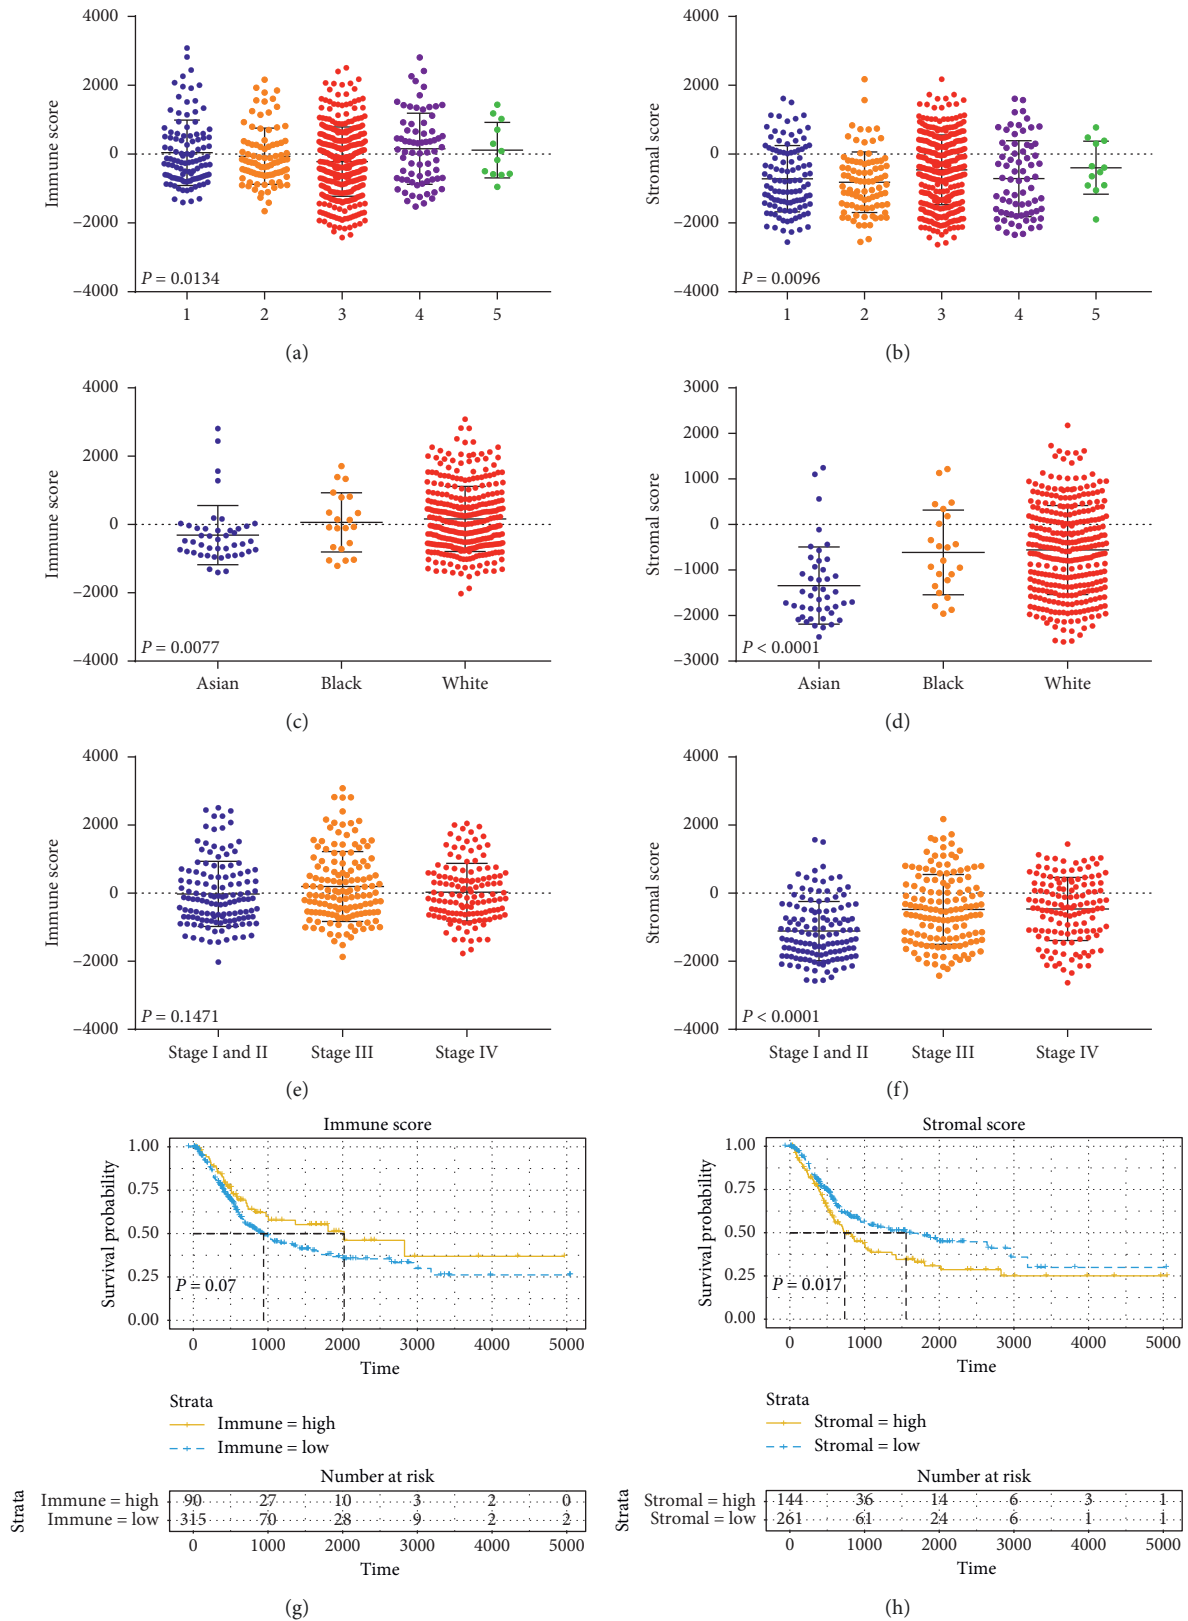 4000
2000
0
−2000
−4000
Immune score
P = 0.0134
1 2 3 4 5
(a)
4000
2000
0
−2000
−4000
Stromal score
P = 0.0096
1 2 3 4 5
(b)
4000
2000
0
−2000
−4000
Immune score
P = 0.0077
Asian Black White
(c)
3000
2000
1000
0
−1000
−2000
−3000
Stromal score
P < 0.0001
Asian Black White
(d)
4000
2000
0
−2000
−4000
Immune score
P = 0.1471
Stage I and II Stage III Stage IV
(e)
4000
2000
0
−2000
−4000
Stromal score
P < 0.0001
Stage I and II Stage III Stage IV
(f)
Immune score
1.00
0.75
0.50
0.25
0.00
Survival probability
P = 0.07
0 1000 2000 3000 4000 5000
Time
Strata
Immune = high
Immune = low
Number at risk
Strata
Immune = high 90 27 10 3 2 0
Immune = low 315 70 28 9 2 2
0 1000 2000 3000 4000 5000
Time
(g)
Stromal score
1.00
0.75
0.50
0.25
0.00
Survival probability
P = 0.017
0 1000 2000 3000 4000 5000
Time
Strata
Stromal = high
Stromal = low
Number at risk
Strata
Stromal = high 144 36 14 6 3 1
Stromal = low 261 61 24 6 1 1
0 1000 2000 3000 4000 5000
Time
(h)